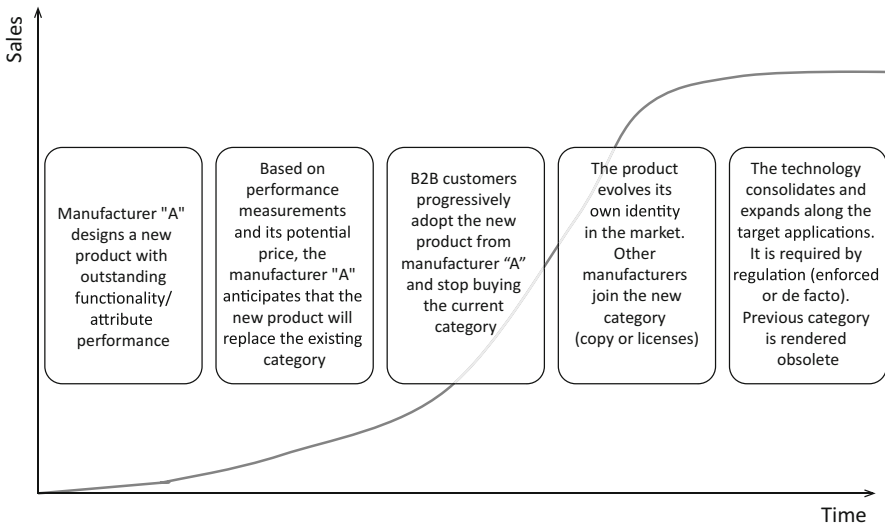 Sales
Manufacturer "A"
designs a new
product with
outstanding
functionality/
attribute
performance
Based on
performance
measurements
and its potential
price, the
manufacturer "A"
anticipates that the
new product will
replace the existing
category
B2B customers
progressively
adopt the new
product from
manufacturer “A”
and stop buying
the current
category
The product
evolves its
own identity
in the market.
Other
manufacturers
join the new
category
(copy or licenses)
The technology
consolidates and
expands along the
target applications.
It is required by
regulation (enforced
or de facto).
Previous category
is rendered
obsolete
Time